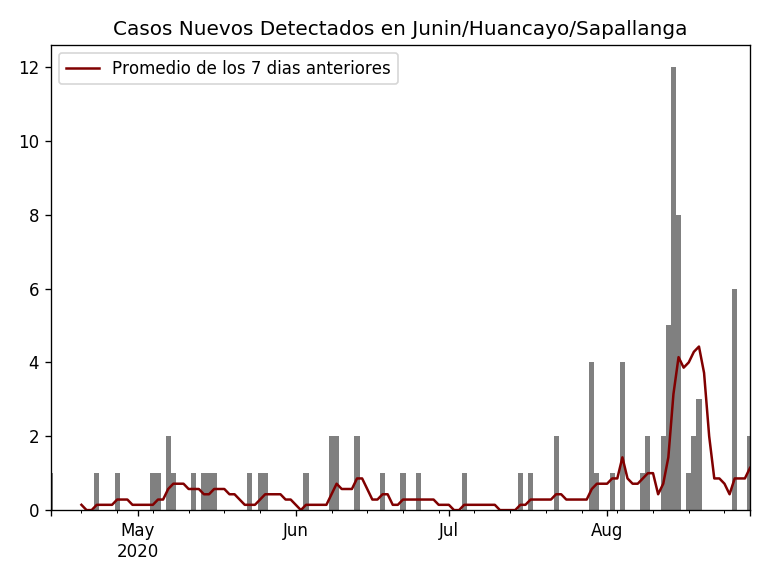 Casos Nuevos Detectados en Junin/Huancayo/Sapallanga
Promedio de los 7 dias anteriores
12
10
8
6
4
2
0
May Jun Jul Aug
2020